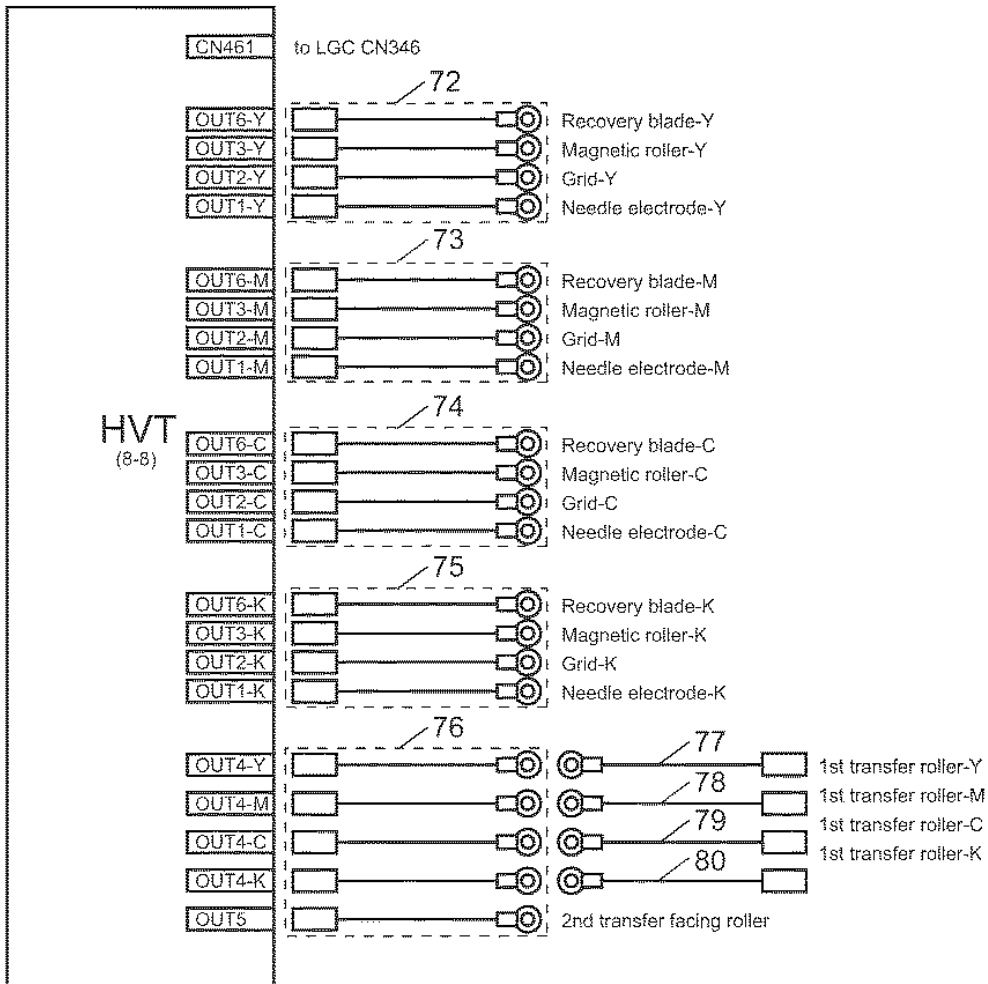 CN461 to LGC CN346
72
OUT6-Y Recovery blade-Y
OUT3-Y Magnetic roller-Y
OUT2-Y Grid-Y
OUT1-Y Needle electrode-Y
73
OUT6-M Recovery blade-M
OUT3-M Magnetic roller-M
OUT2-M Grid-M
OUT1-M Needle electrode-M
74
HVT
(8-8)
OUT6-C Recovery blade-C
OUT3-C Magnetic roller-C
OUT2-C Grid-C
OUT1-C Needle electrode-C
75
OUT6-K Recovery blade-K
OUT3-K Magnetic roller-K
OUT2-K Grid-K
OUT1-K Needle electrode-K
76
77
OUT4-Y 1st transfer roller-Y
78
OUT4-M 1st transfer roller-M
79
OUT4-C 1st transfer roller-C
80
OUT4-K 1st transfer roller-K
OUT5 2nd transfer facing roller